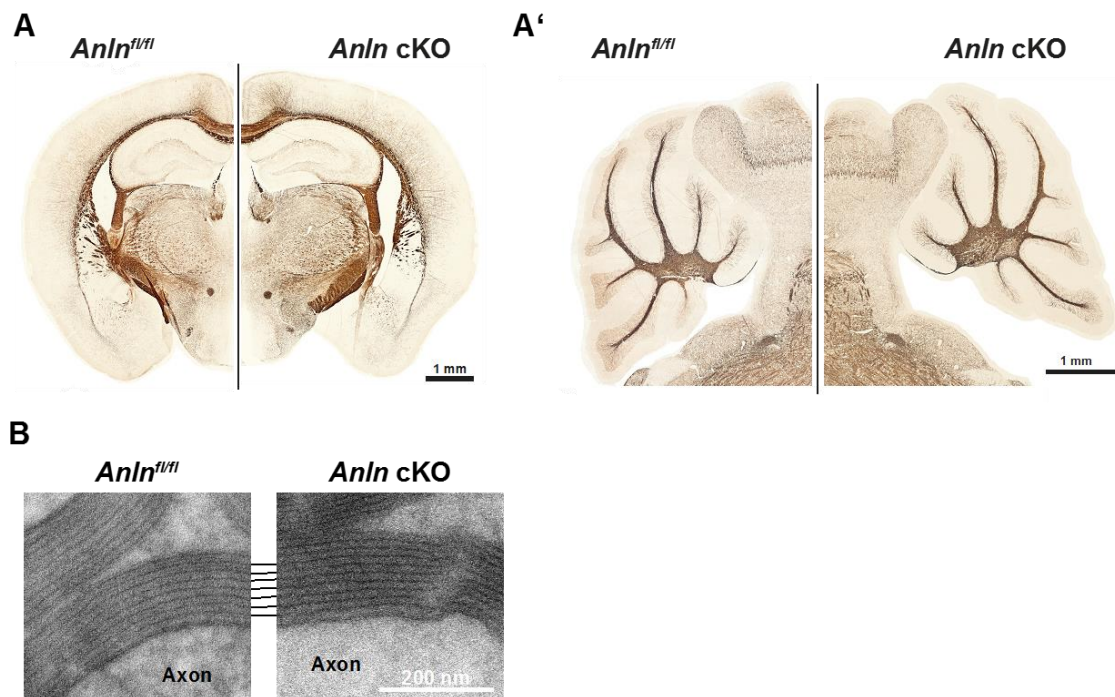 A
Anln^fl/fl Anln cKO
1 mm
A‘
Anln^fl/fl Anln cKO
1 mm
B
Anln^fl/fl Anln cKO
Axon Axon 200 nm